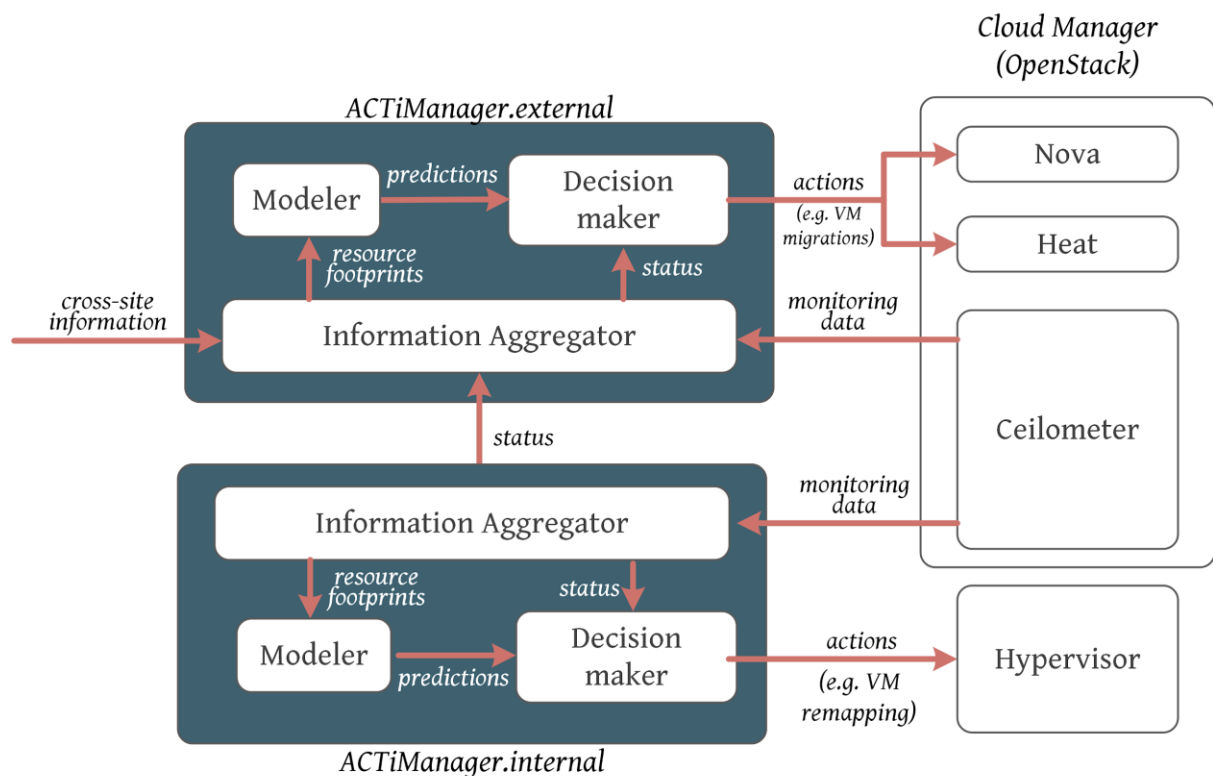 Cloud Manager
(OpenStack)
ACTiManager.external
Modeler
predictions
Decision
maker
actions
(e.g. VM
migrations)
Nova
Heat
resource
footprints
status
cross-site
information
Information Aggregator
monitoring
data
Ceilometer
status
Information Aggregator
monitoring
data
resource
footprints
status
Modeler
predictions
Decision
maker
actions
(e.g. VM
remapping)
Hypervisor
ACTiManager.internal